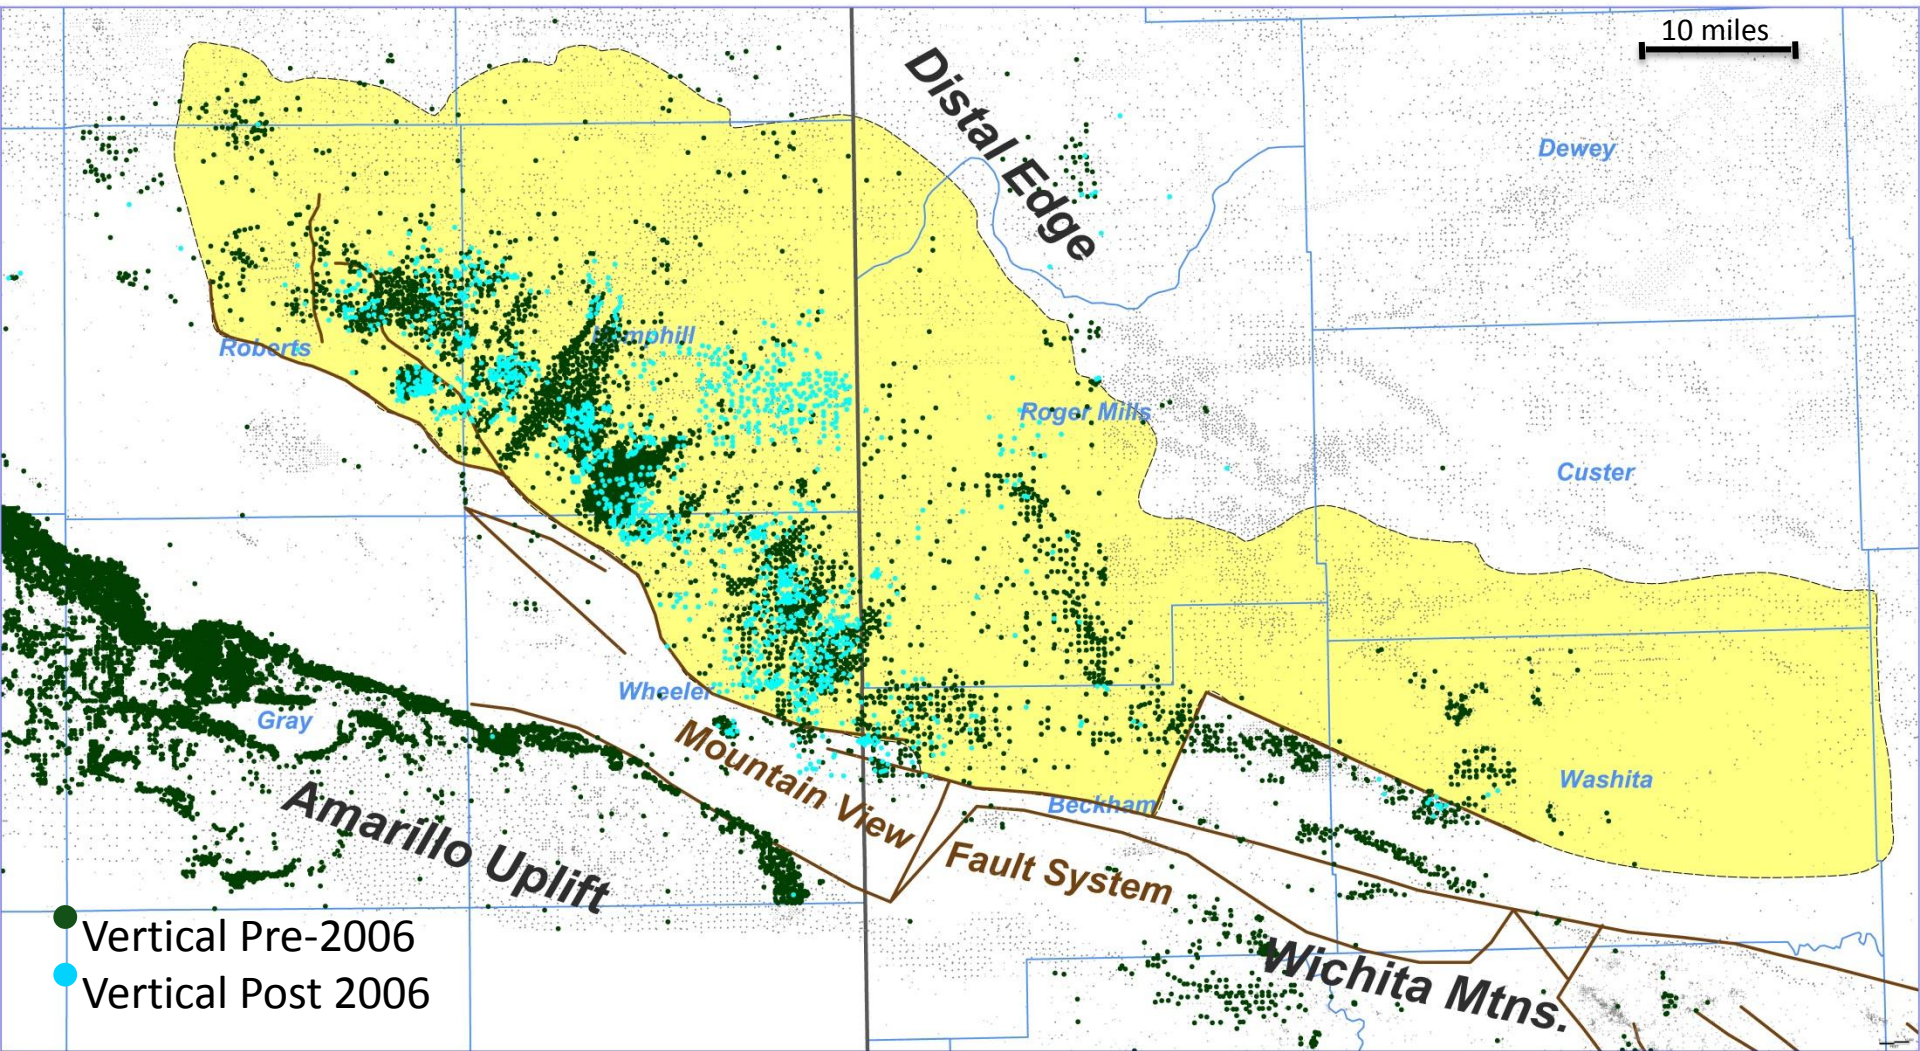 10 miles
Distal Edge
Dewey
Roberts
Hemphill
Roger Mills
Custer
Wheeler
Gray
Mountain View
Fault System
Beckham
Washita
Amarillo Uplift
Wichita Mtns.
Vertical Pre-2006
Vertical Post 2006